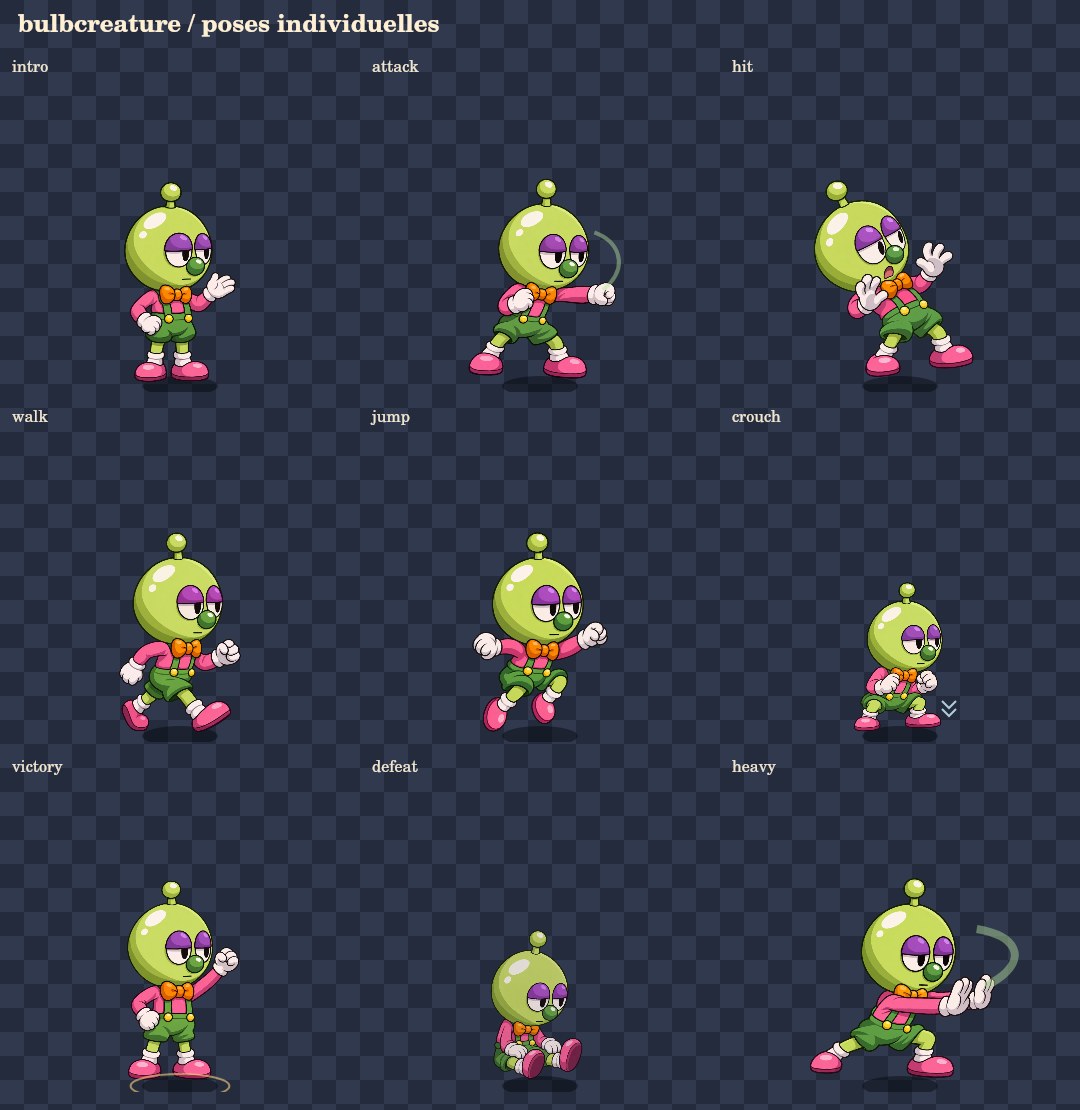 bulbcreature / poses individuelles
intro
attack
hit
walk
jump
crouch
victory
defeat
heavy